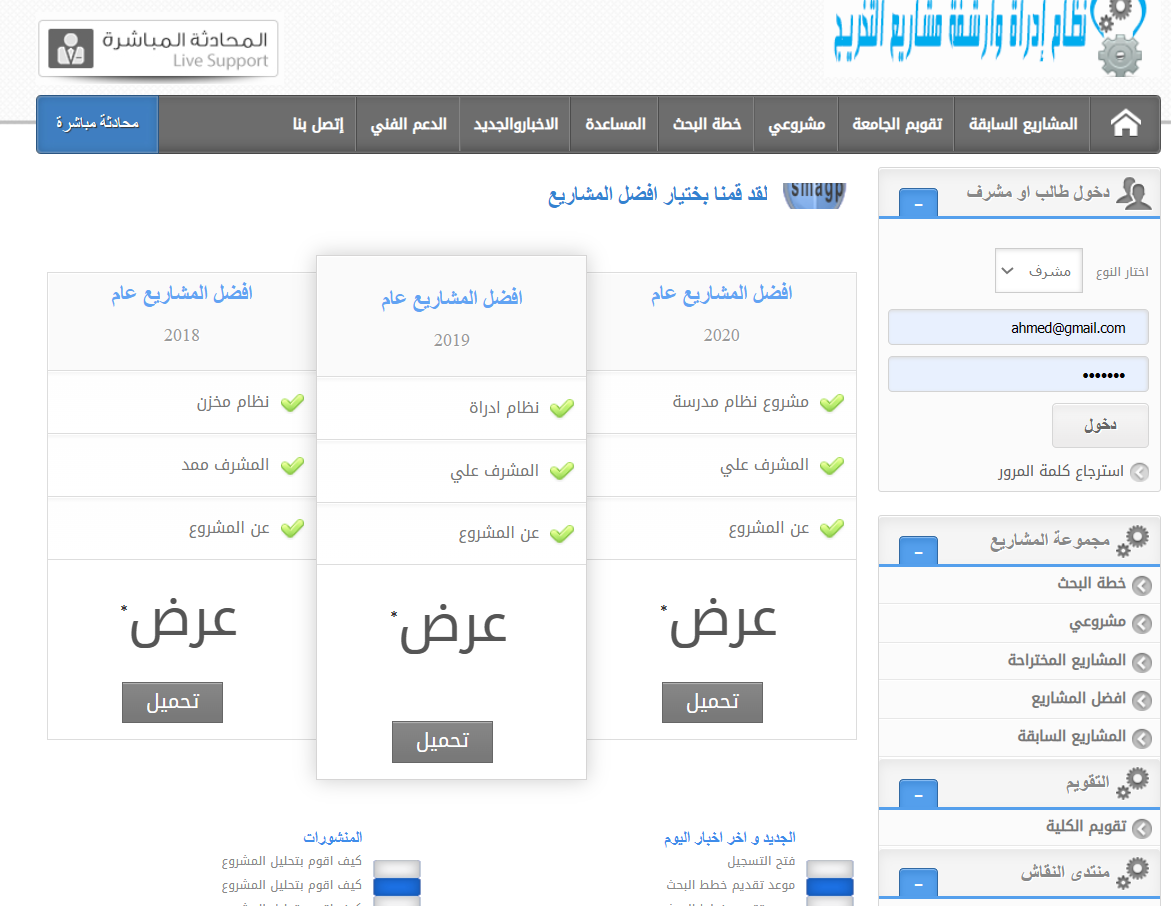 نظام إدراة وارشفة مشاريع التخريج
المحادثة المباشرة
Live Support
المشاريع السابقة
تقويم الجامعة
مشروعي
خطة البحث
المساعدة
الاخباروالجديد
الدعم الفني
إتصل بنا
محادثة مباشرة
دخول طالب او مشرف
اختار النوع
مشرف
ahmed@gmail.com
•••••••
دخول
استرجاع كلمة المرور
مجموعة المشاريع
خطة البحث
مشروعي
المشاريع المختراحة
افضل المشاريع
المشاريع السابقة
التقويم
تقويم الكلية
منتدى النقاش
smagp
لقد قمنا بختيار افضل المشاريع
افضل المشاريع عام
2020
مشروع نظام مدرسة
المشرف علي
عن المشروع
عرض*
تحميل
افضل المشاريع عام
2019
نظام ادراة
المشرف علي
عن المشروع
عرض*
تحميل
افضل المشاريع عام
2018
نظام مخزن
المشرف ممد
عن المشروع
عرض*
تحميل
الجديد و اخر اخبار اليوم
فتح التسجيل
موعد تقديم خطط البحث
المنشورات
كيف اقوم بتحليل المشروع
كيف اقوم بتحليل المشروع